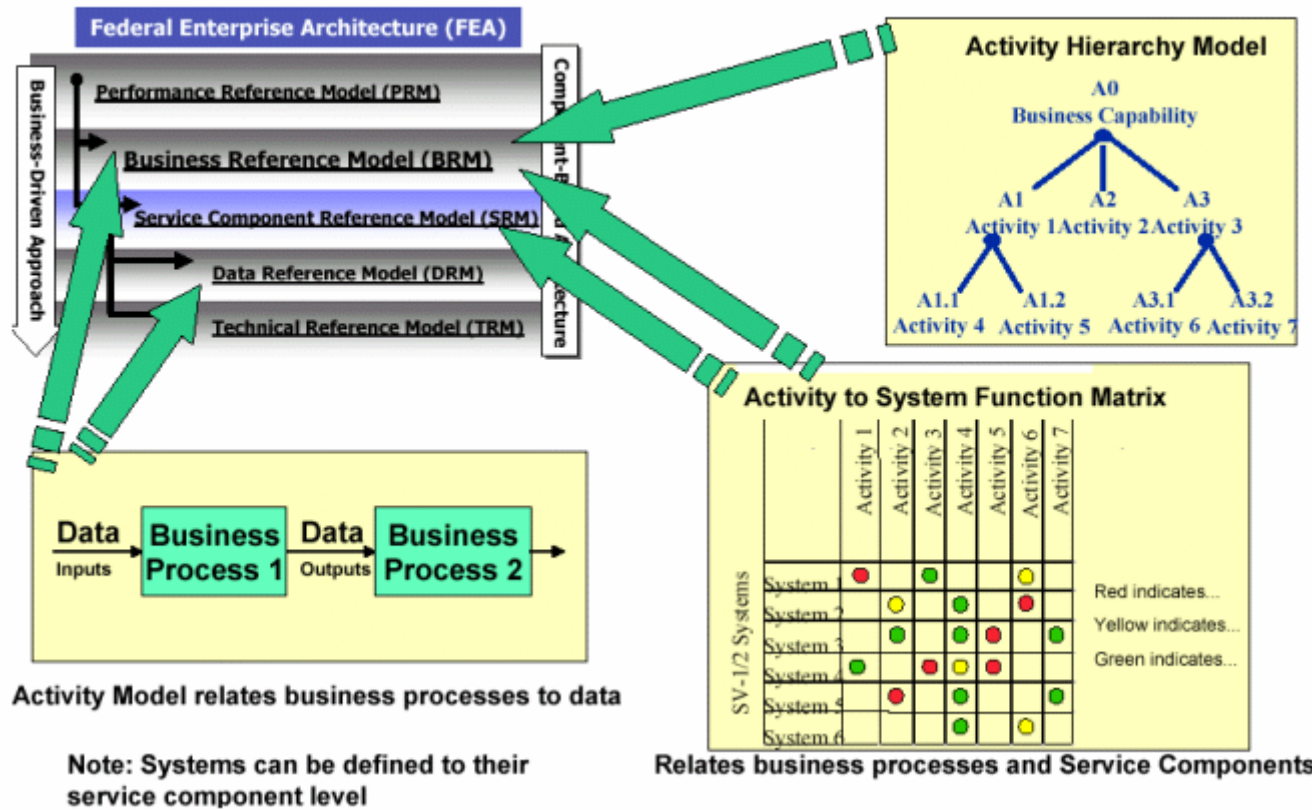 Federal Enterprise Architecture (FEA)
Business-Driven Approach
Performance Reference Model (PRM)
Business Reference Model (BRM)
Service Component Reference Model (SRM)
Data Reference Model (DRM)
Technical Reference Model (TRM)
Activity Hierarchy Model
A0
Business Capability
A1 A2 A3
Activity 1 Activity 2 Activity 3
A1.1 A1.2 A3.1 A3.2
Activity 4 Activity 5 Activity 6 Activity 7
Activity to System Function Matrix
Activity 1
Activity 2
Activity 3
Activity 4
Activity 5
Activity 6
Activity 7
SV-1/2 Systems
System 1
System 2
System 3
System 4
System 5
System 6
Red indicates...
Yellow indicates...
Green indicates...
Relates business processes and Service Components
Data
Inputs
Business
Process 1
Data
Outputs
Business
Process 2
Activity Model relates business processes to data
Note: Systems can be defined to their
service component level